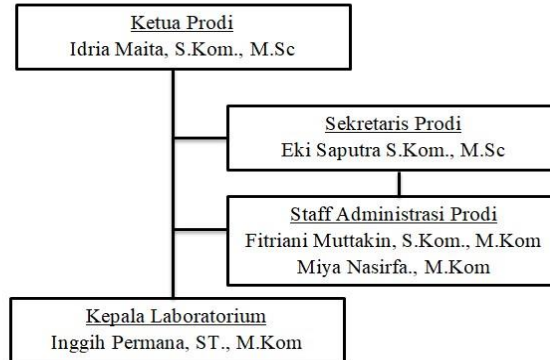 Ketua Prodi
Idria Maita, S.Kom., M.Sc
Sekretaris Prodi
Eki Saputra S.Kom., M.Sc
Staff Administrasi Prodi
Fitriani Muttakin, S.Kom., M.Kom
Miya Nasirfa., M.Kom
Kepala Laboratorium
Inggih Permana, ST., M.Kom